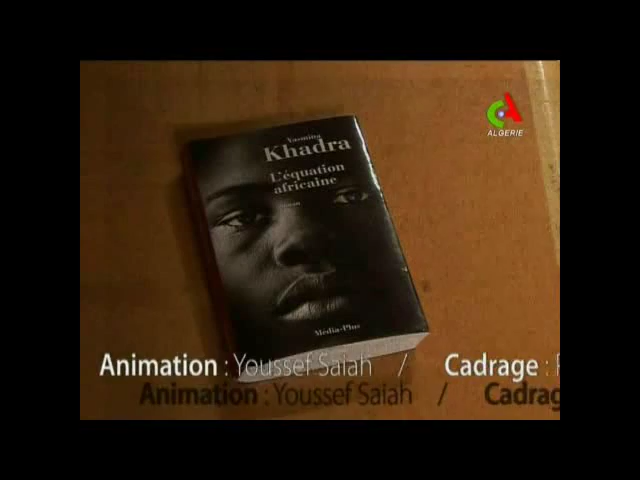 ALGERIE
Yasmina
Khadra
L'équation
africaine
roman
Média-Plus
Animation : Youssef Saiah / Cadrage :
Animation : Youssef Saiah / Cadrag